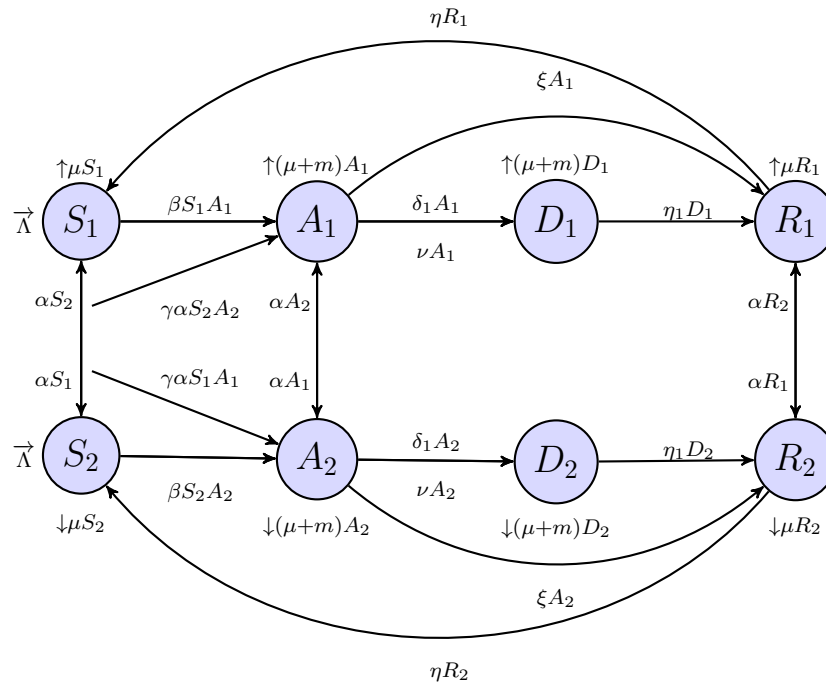 ηR₁
ξA₁
↑μS₁
↑(μ+m)A₁
↑(μ+m)D₁
↑μR₁
βS₁A₁
δ₁A₁
η₁D₁
Λ⃗
S₁
A₁
D₁
R₁
νA₁
αS₂
γαS₂A₂
αA₂
αR₂
αS₁
γαS₁A₁
αA₁
αR₁
δ₁A₂
η₁D₂
Λ⃗
S₂
A₂
D₂
R₂
βS₂A₂
νA₂
↓μS₂
↓(μ+m)A₂
↓(μ+m)D₂
↓μR₂
ξA₂
ηR₂